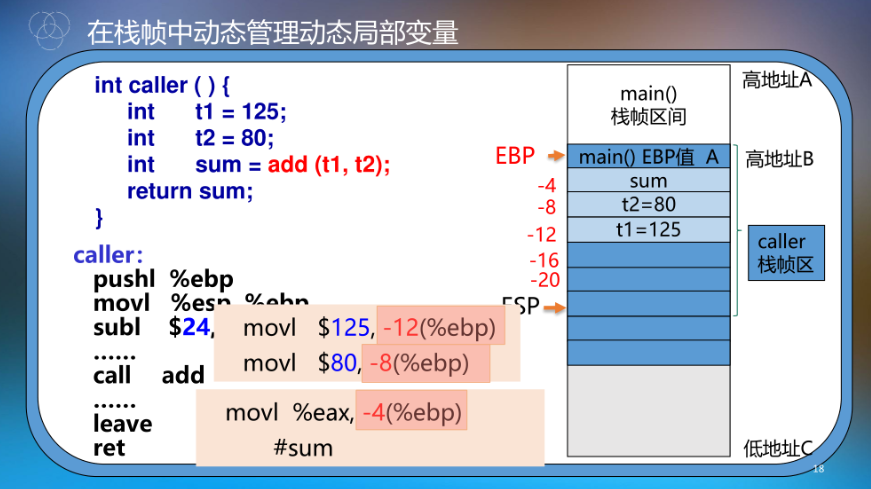 在栈帧中动态管理动态局部变量
int caller ( ) {
int t1 = 125;
int t2 = 80;
int sum = add (t1, t2);
return sum;
}
caller:
pushl %ebp
movl %esp, %ebp
subl $24,
......
call add
......
leave
ret
movl $125, -12(%ebp)
movl $80, -8(%ebp)
movl %eax, -4(%ebp)
#sum
EBP
-4
-8
-12
-16
-20
ESP
main()
栈帧区间
main() EBP值 A
sum
t2=80
t1=125
高地址A
高地址B
caller
栈帧区
低地址C
18